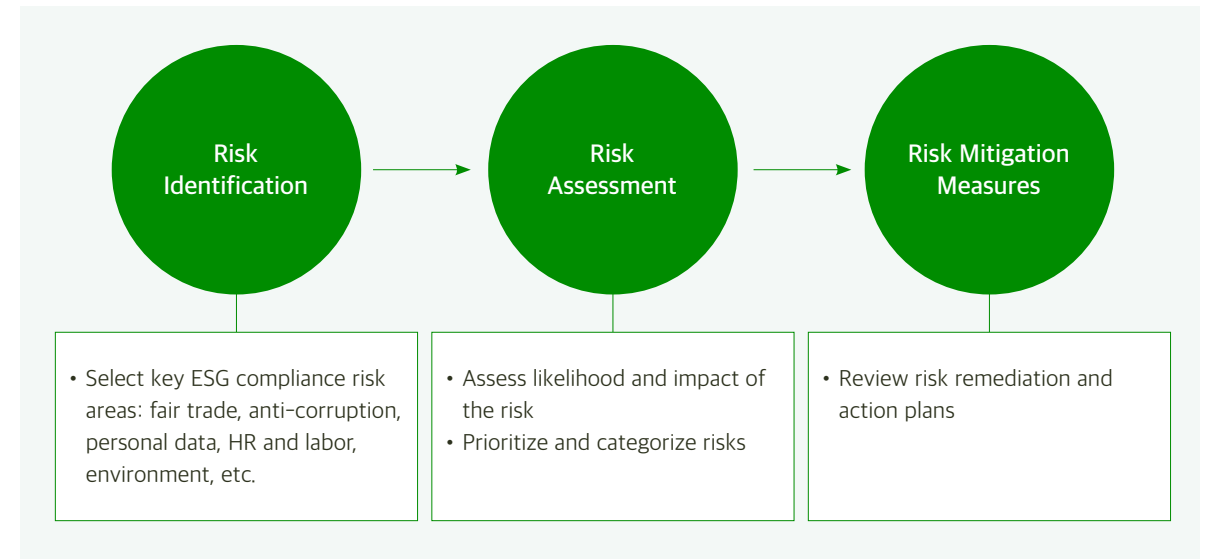 Risk
Identification
Risk
Assessment
Risk Mitigation
Measures
• Select key ESG compliance risk
areas: fair trade, anti-corruption,
personal data, HR and labor,
environment, etc.
• Assess likelihood and impact of
the risk
• Prioritize and categorize risks
• Review risk remediation and
action plans